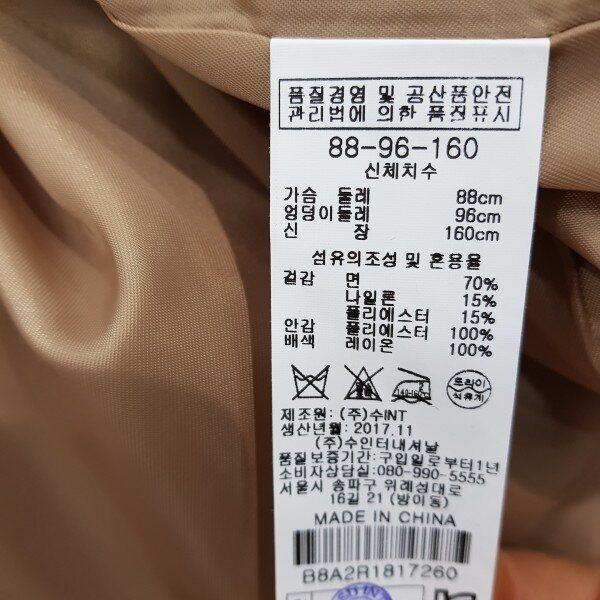 품질경영 및 공산품안전
관리법에 의한 품질표시
88-96-160
신체치수
가슴 둘레 88cm
엉덩이둘레 96cm
신 장 160cm
섬유의조성 및 혼용율
겉감 면 70%
나일론 15%
폴리에스터 15%
안감 폴리에스터 100%
배색 레이온 100%
드라이
석유계
제조원: (주)수INT
생산년월: 2017.11
(주)수인터내셔날
품질보증기간: 구입일로부터1년
소비자상담실: 080-990-5555
서울시 송파구 위례성대로
16길 21 (방이동)
MADE IN CHINA
B8A2R1817260